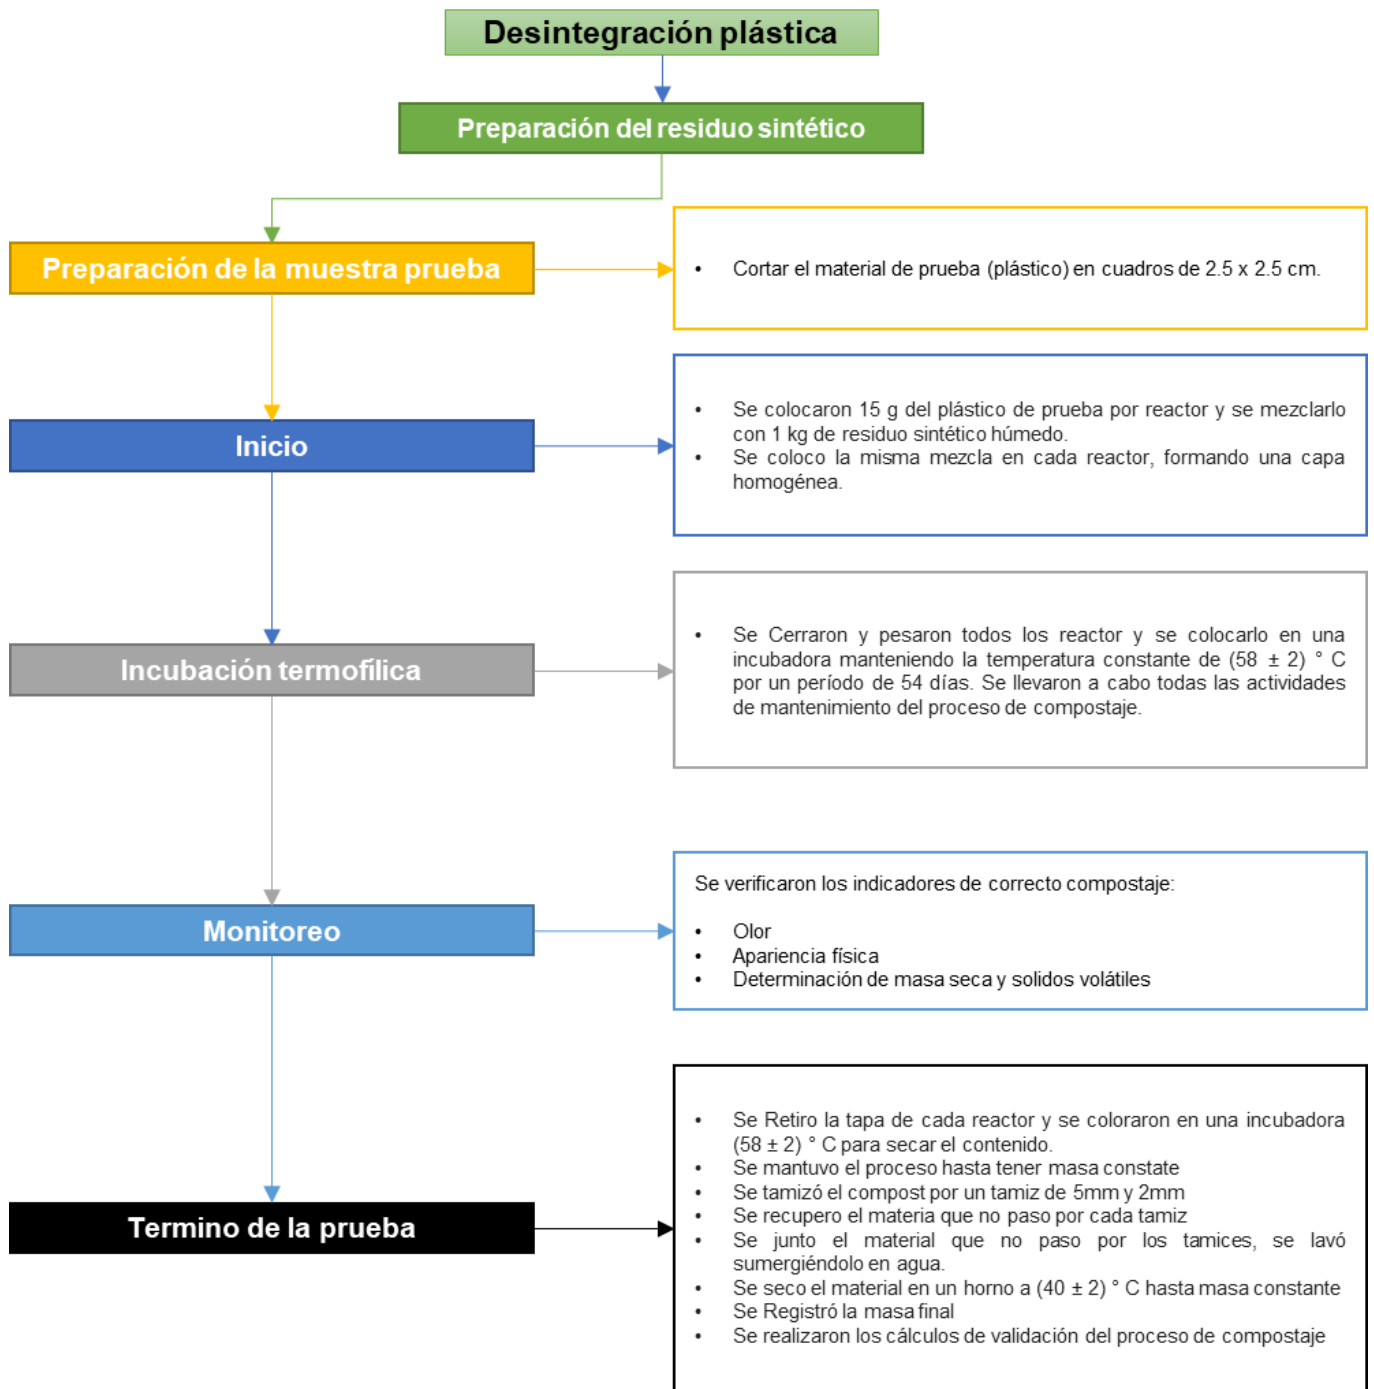 Desintegración plástica
Preparación del residuo sintético
Preparación de la muestra prueba
• Cortar el material de prueba (plástico) en cuadros de 2.5 x 2.5 cm.
Inicio
• Se colocaron 15 g del plástico de prueba por reactor y se mezclarlo
con 1 kg de residuo sintético húmedo.
• Se coloco la misma mezcla en cada reactor, formando una capa
homogénea.
Incubación termofílica
• Se Cerraron y pesaron todos los reactor y se colocarlo en una
incubadora manteniendo la temperatura constante de (58 ± 2) ° C
por un período de 54 días. Se llevaron a cabo todas las actividades
de mantenimiento del proceso de compostaje.
Monitoreo
Se verificaron los indicadores de correcto compostaje:
• Olor
• Apariencia física
• Determinación de masa seca y solidos volátiles
Termino de la prueba
• Se Retiro la tapa de cada reactor y se coloraron en una incubadora
(58 ± 2) ° C para secar el contenido.
• Se mantuvo el proceso hasta tener masa constate
• Se tamizó el compost por un tamiz de 5mm y 2mm
• Se recupero el materia que no paso por cada tamiz
• Se junto el material que no paso por los tamices, se lavó
sumergiéndolo en agua.
• Se seco el material en un horno a (40 ± 2) ° C hasta masa constante
• Se Registró la masa final
• Se realizaron los cálculos de validación del proceso de compostaje